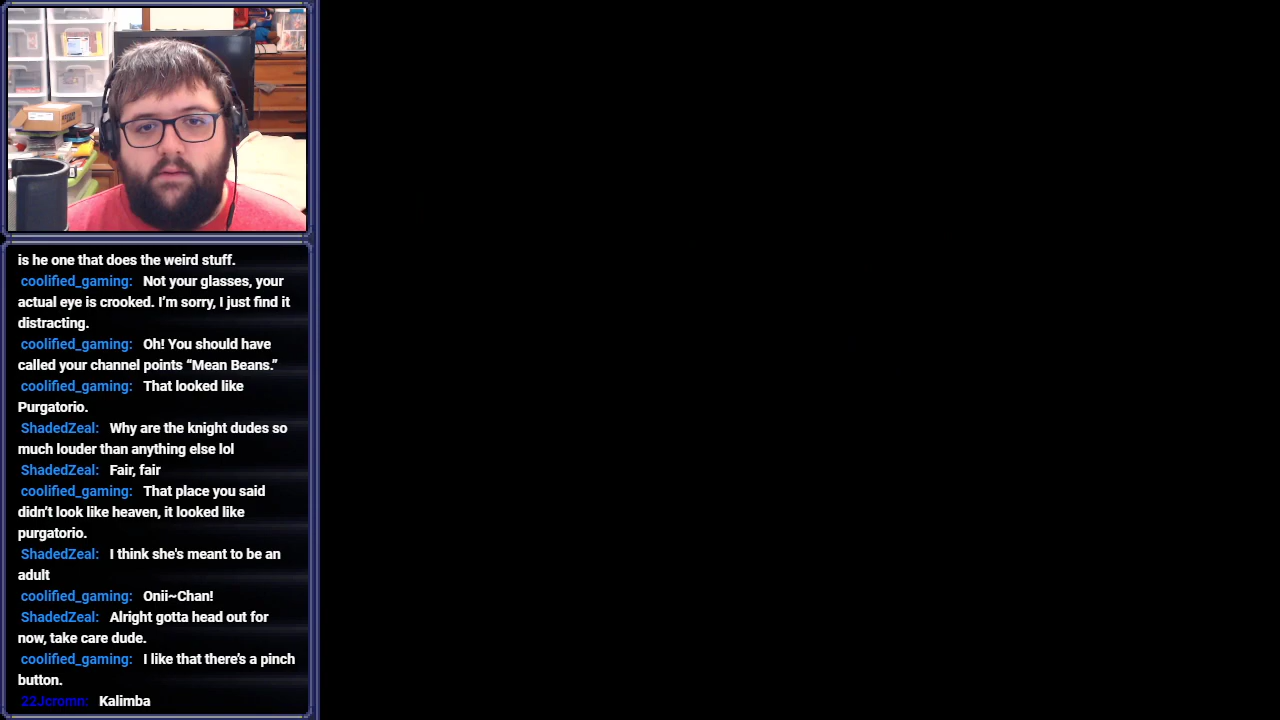 is he one that does the weird stuff.
coolified_gaming: Not your glasses, your
actual eye is crooked. I’m sorry, I just find it
distracting.
coolified_gaming: Oh! You should have
called your channel points “Mean Beans.”
coolified_gaming: That looked like
Purgatorio.
ShadedZeal: Why are the knight dudes so
much louder than anything else lol
ShadedZeal: Fair, fair
coolified_gaming: That place you said
didn’t look like heaven, it looked like
purgatorio.
ShadedZeal: I think she's meant to be an
adult
coolified_gaming: Onii~Chan!
ShadedZeal: Alright gotta head out for
now, take care dude.
coolified_gaming: I like that there’s a pinch
button.
22Jcromn: Kalimba